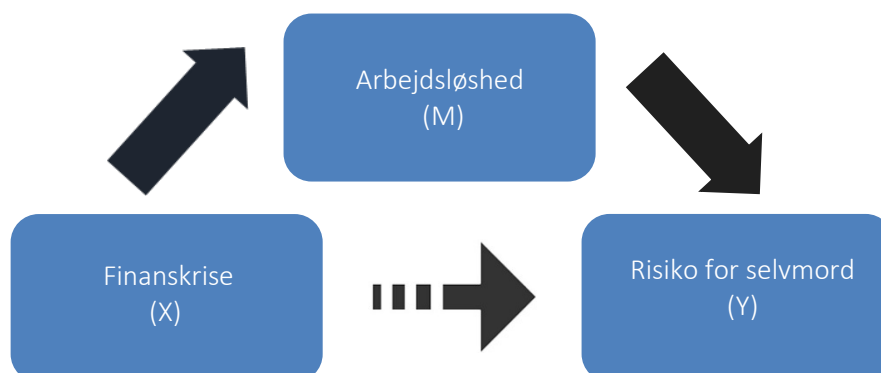 Arbejdsløshed
(M)
Finanskrise
(X)
Risiko for selvmord
(Y)